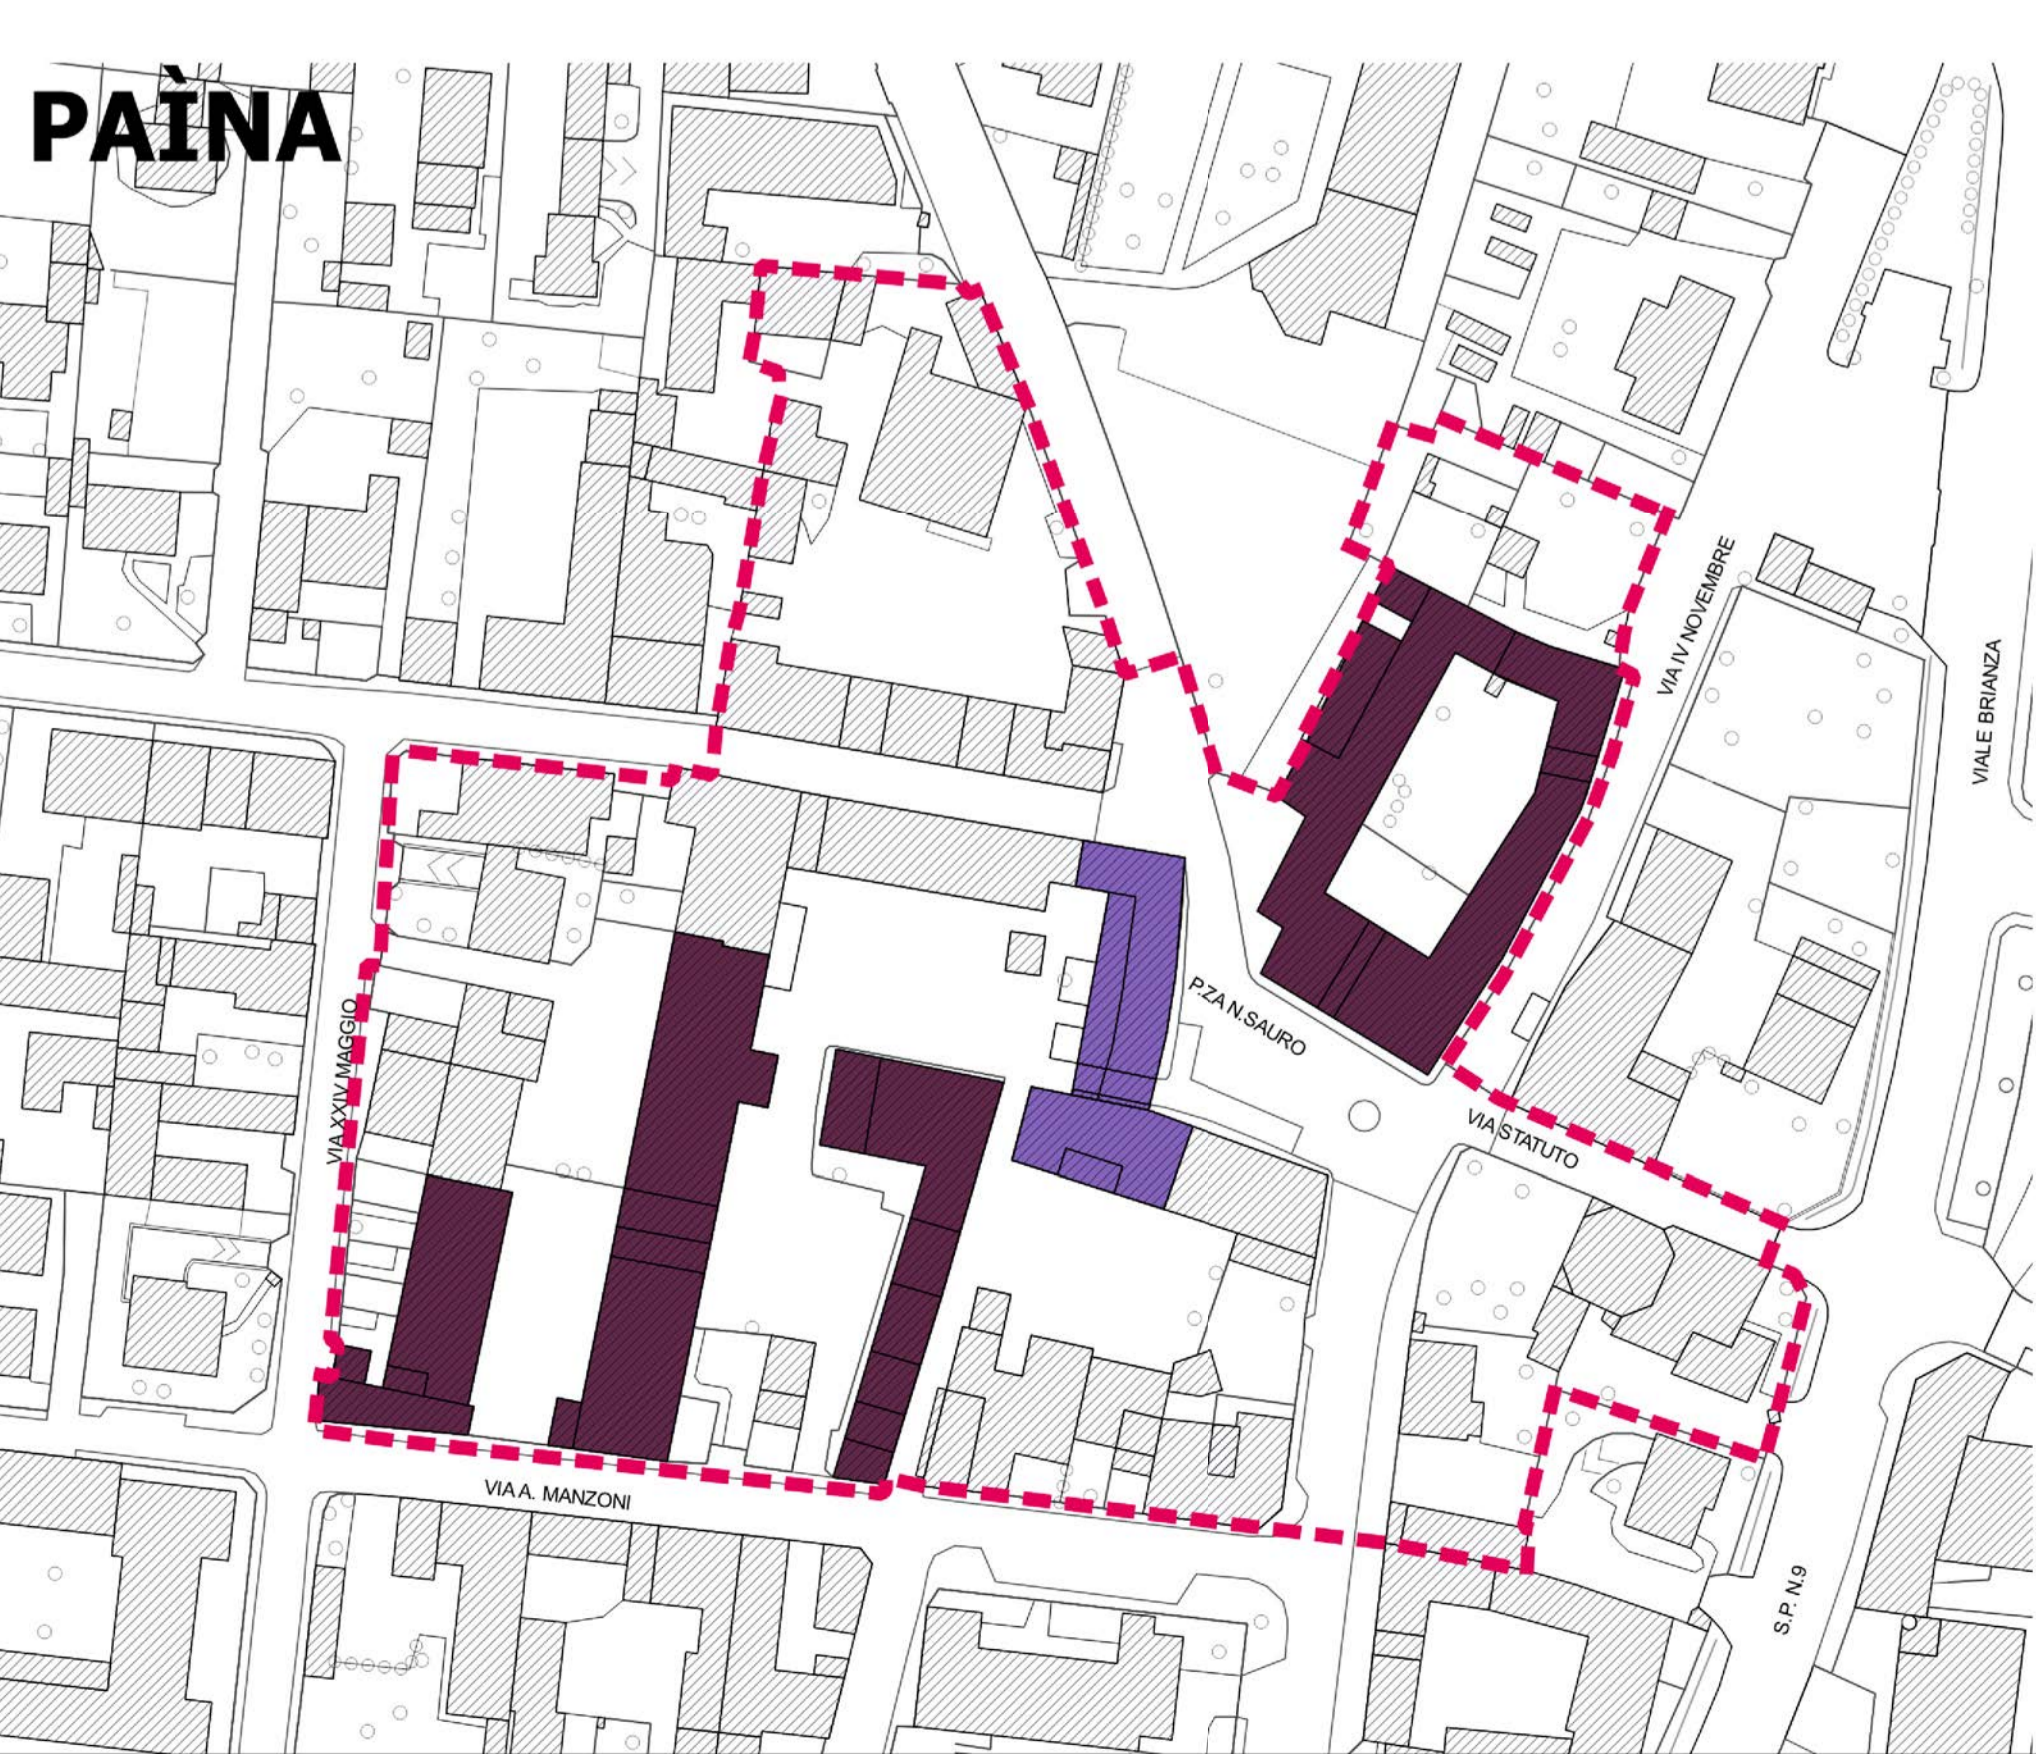 PAÌNA
VIA IV NOVEMBRE
VIALE BRIANZA
P.ZA N.SAURO
VIA XXIV MAGGIO
VIA STATUTO
VIA A. MANZONI
S.P. N.9